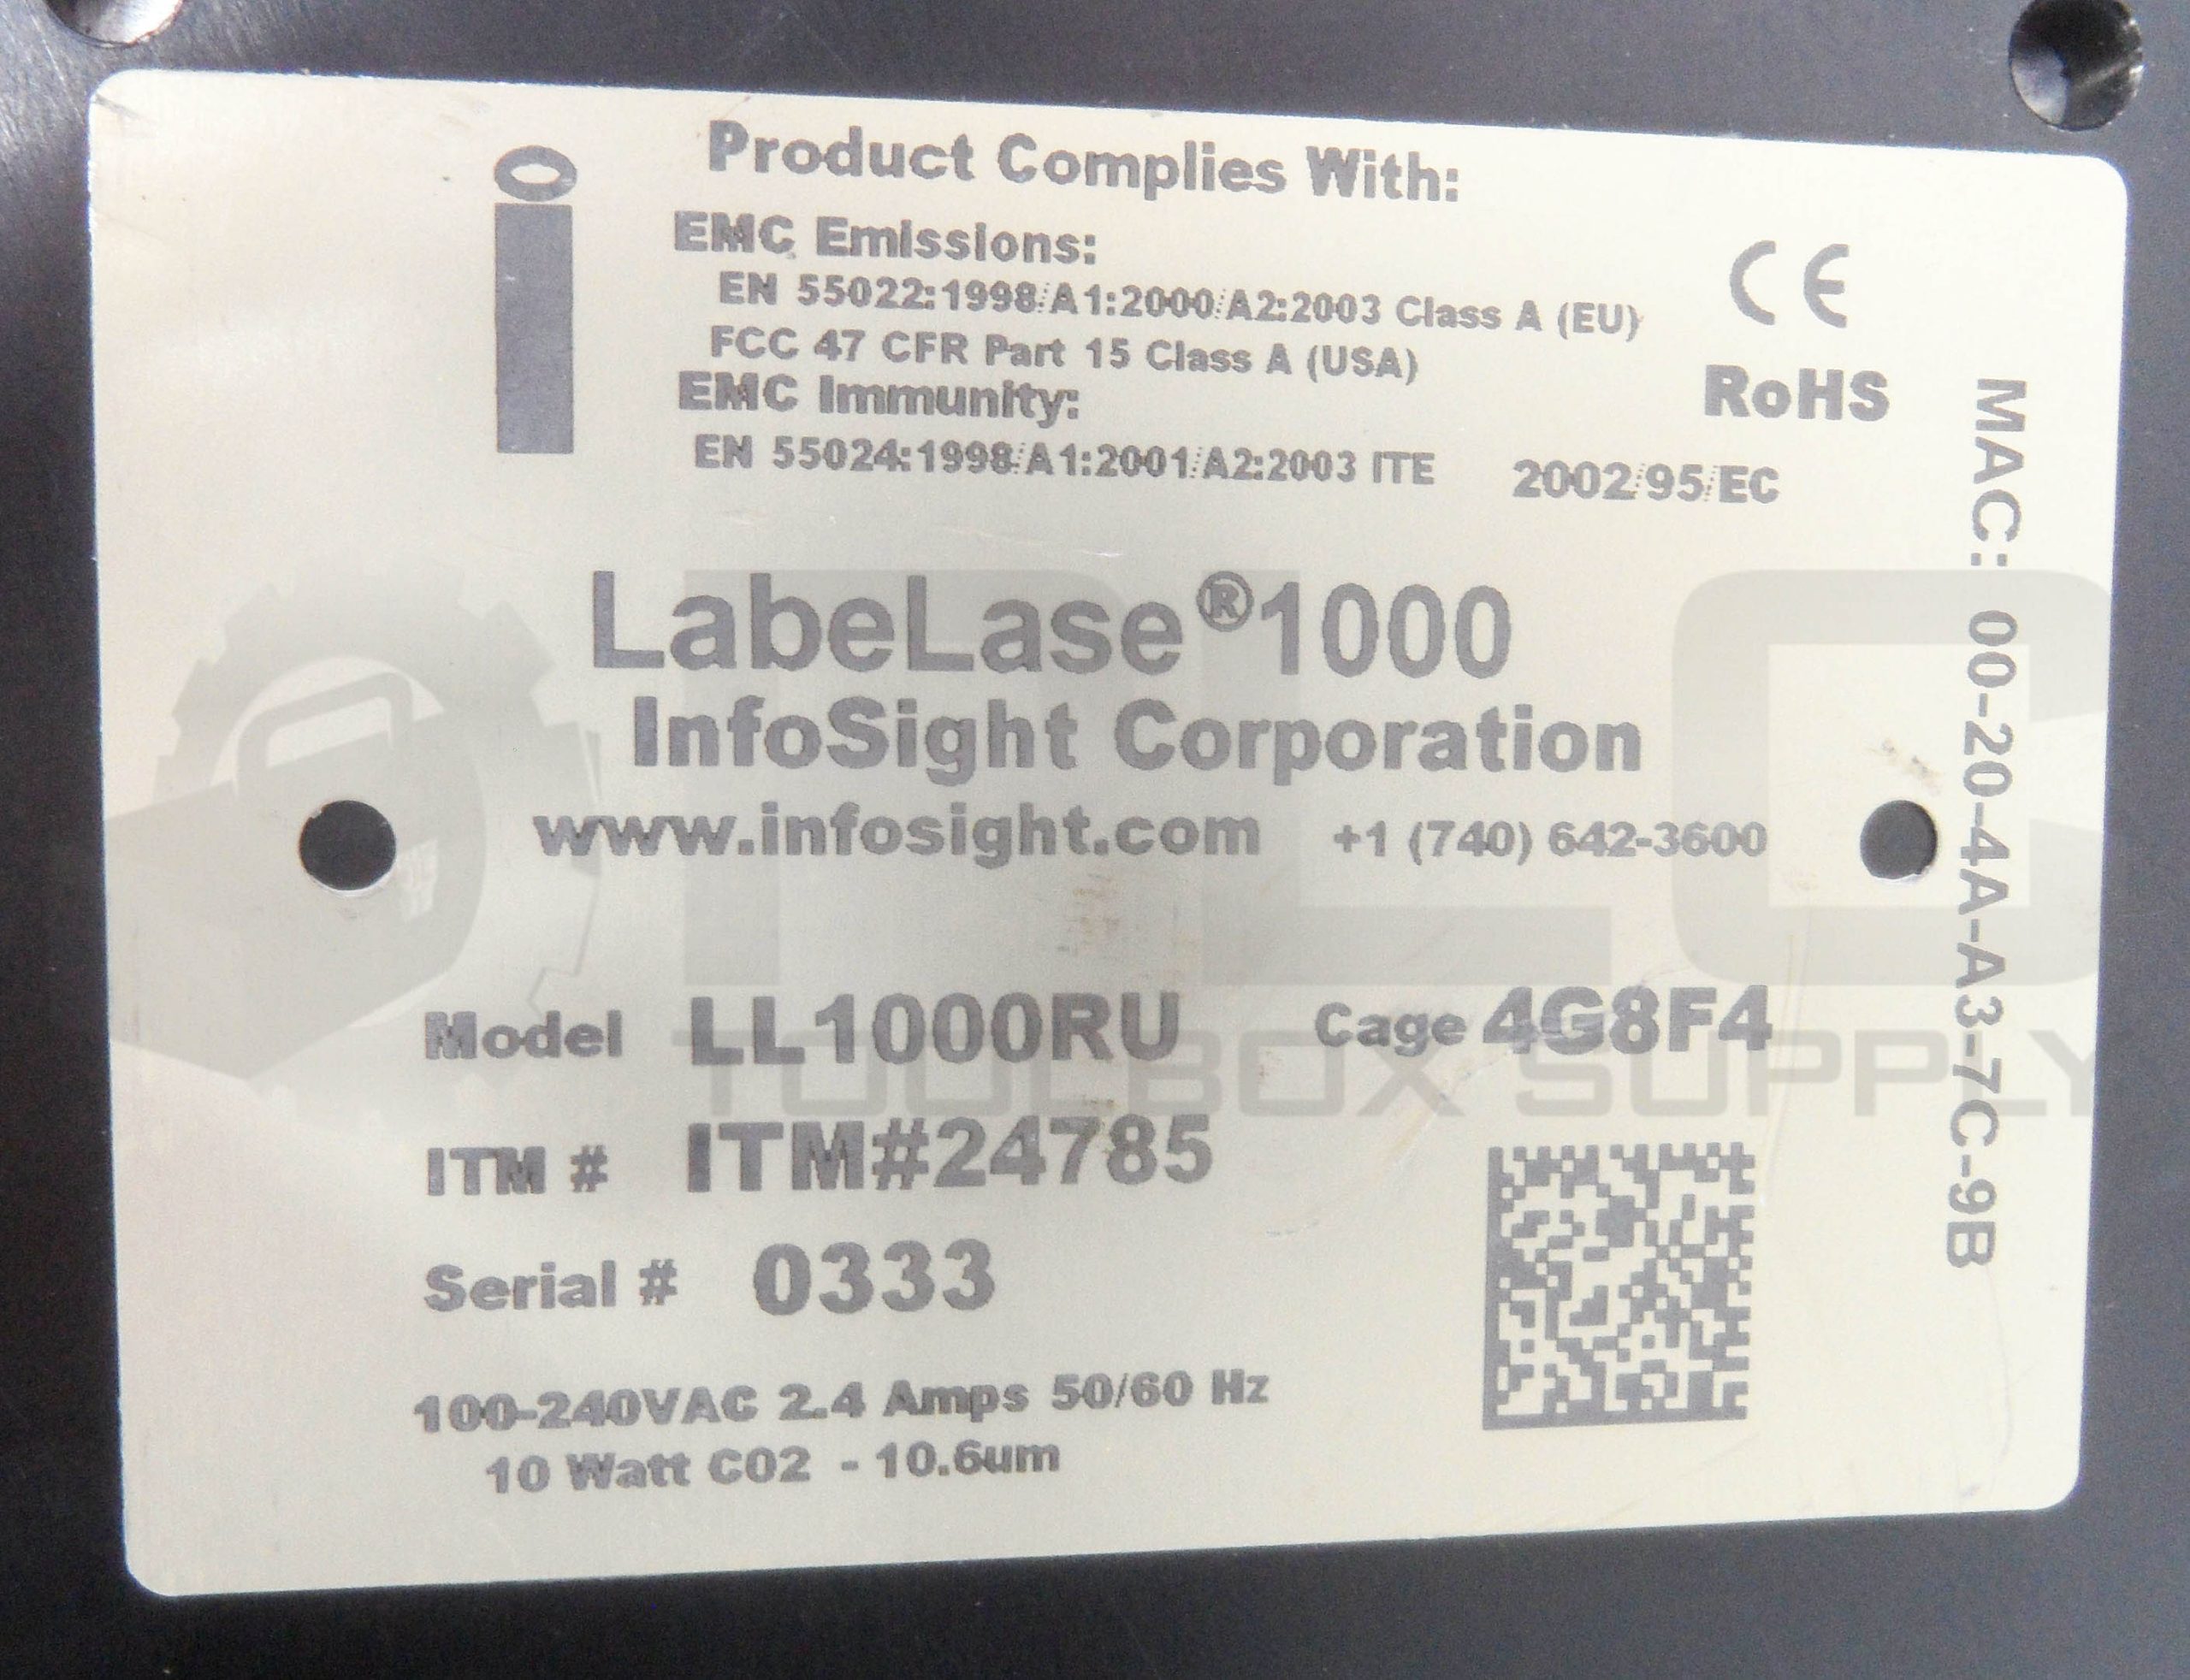 Product Complies With:
EMC Emissions:
EN 55022:1998/A1:2000/A2:2003 Class A (EU)
FCC 47 CFR Part 15 Class A (USA)
CE
RoHS
EMC Immunity:
EN 55024:1998/A1:2001/A2:2003 ITE 2002/95/EC
MAC: 00-20-4A-A3-7C-9B
LabeLase®1000
InfoSight Corporation
www.infosight.com +1 (740) 642-3600
PLC
TOOLBOX SUPPLY
Model LL1000RU Cage 4G8F4
ITM # ITM#24785
Serial # 0333
100-240VAC 2.4 Amps 50/60 Hz
10 Watt CO2 - 10.6um